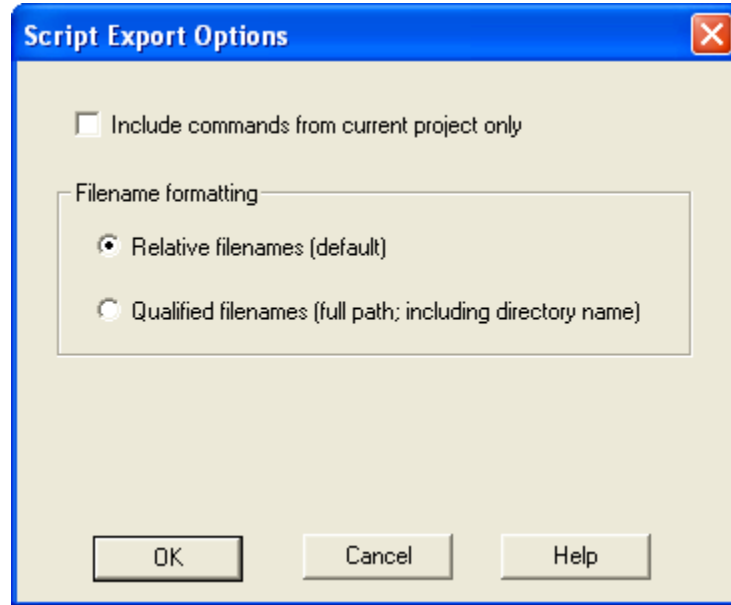 Script Export Options
Include commands from current project only
Filename formatting
Relative filenames (default)
Qualified filenames (full path; including directory name)
OK Cancel Help